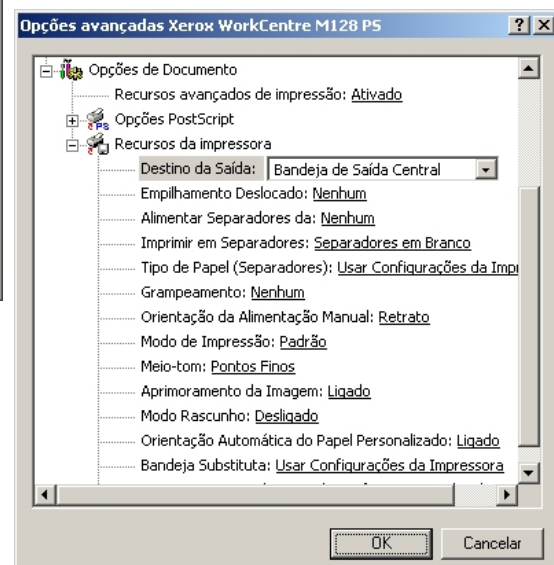 Opções avançadas Xerox WorkCentre M128 PS
Opções de Documento
Recursos avançados de impressão: Ativado
Opções PostScript
Recursos da impressora
Destino da Saída: Bandeja de Saída Central
Empilhamento Deslocado: Nenhum
Alimentar Separadores da: Nenhum
Imprimir em Separadores: Separadores em Branco
Tipo de Papel (Separadores): Usar Configurações da Impr
Grampeamento: Nenhum
Orientação da Alimentação Manual: Retrato
Modo de Impressão: Padrão
Meio-tom: Pontos Finos
Aprimoramento da Imagem: Ligado
Modo Rascunho: Desligado
Orientação Automática do Papel Personalizado: Ligado
Bandeja Substituta: Usar Configurações da Impressora
OK Cancelar